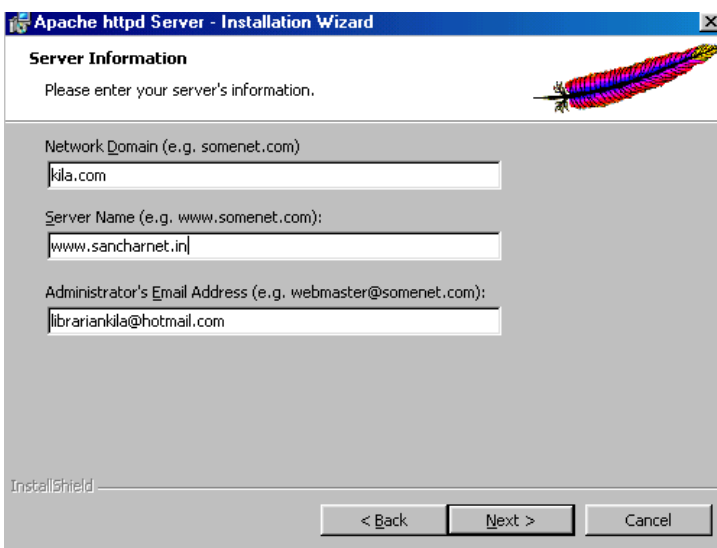 Apache httpd Server - Installation Wizard
Server Information
Please enter your server's information.
Network Domain (e.g. somenet.com)
kila.com
Server Name (e.g. www.somenet.com):
www.sancharnet.in
Administrator's Email Address (e.g. webmaster@somenet.com):
librariankila@hotmail.com
InstallShield
< Back Next > Cancel